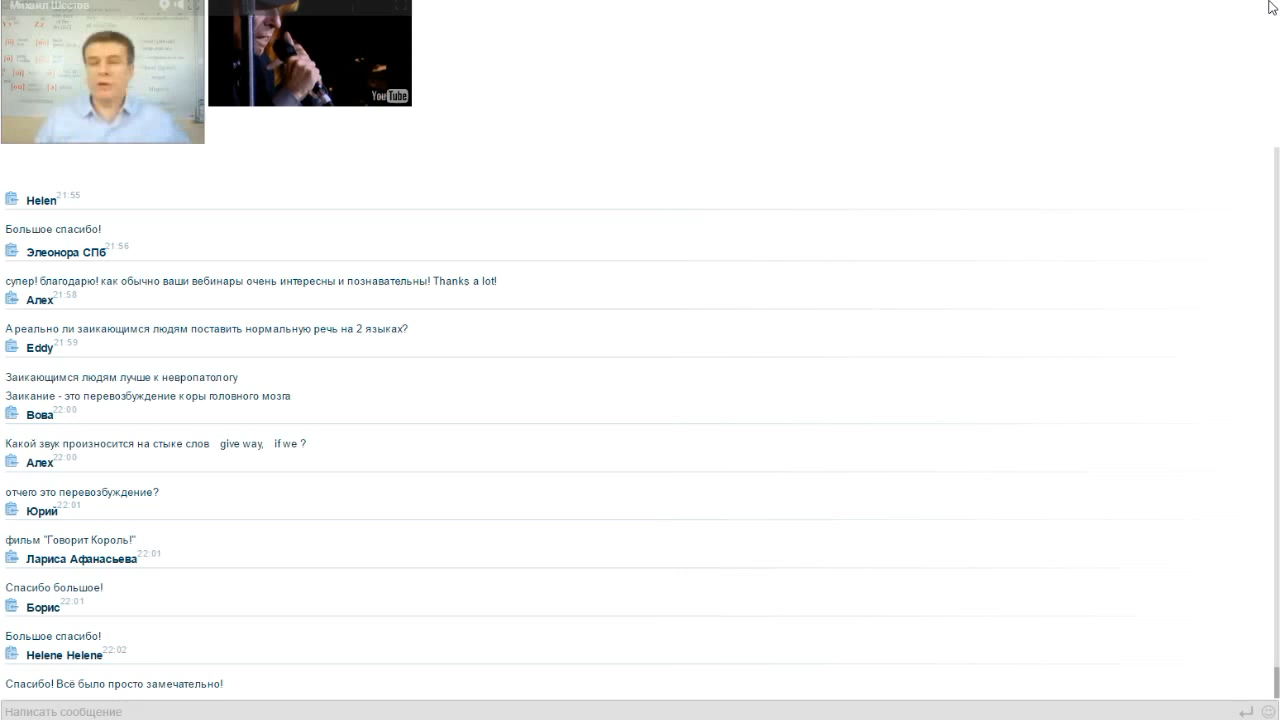 Михаил Шестов
YouTube
Helen 21:55
Большое спасибо!
Элеонора СПб 21:56
супер! благодарю! как обычно ваши вебинары очень интересны и познавательны! Thanks a lot!
Алех 21:58
А реально ли заикающимся людям поставить нормальную речь на 2 языках?
Eddy 21:59
Заикающимся людям лучше к невропатологу
Заикание - это перевозбуждение коры головного мозга
Вова 22:00
Какой звук произносится на стыке слов give way, if we ?
Алех 22:00
отчего это перевозбуждение?
Юрий 22:01
фильм "Говорит Король!"
Лариса Афанасьева 22:01
Спасибо большое!
Борис 22:01
Большое спасибо!
Helene Helene 22:02
Спасибо! Всё было просто замечательно!
Написать сообщение